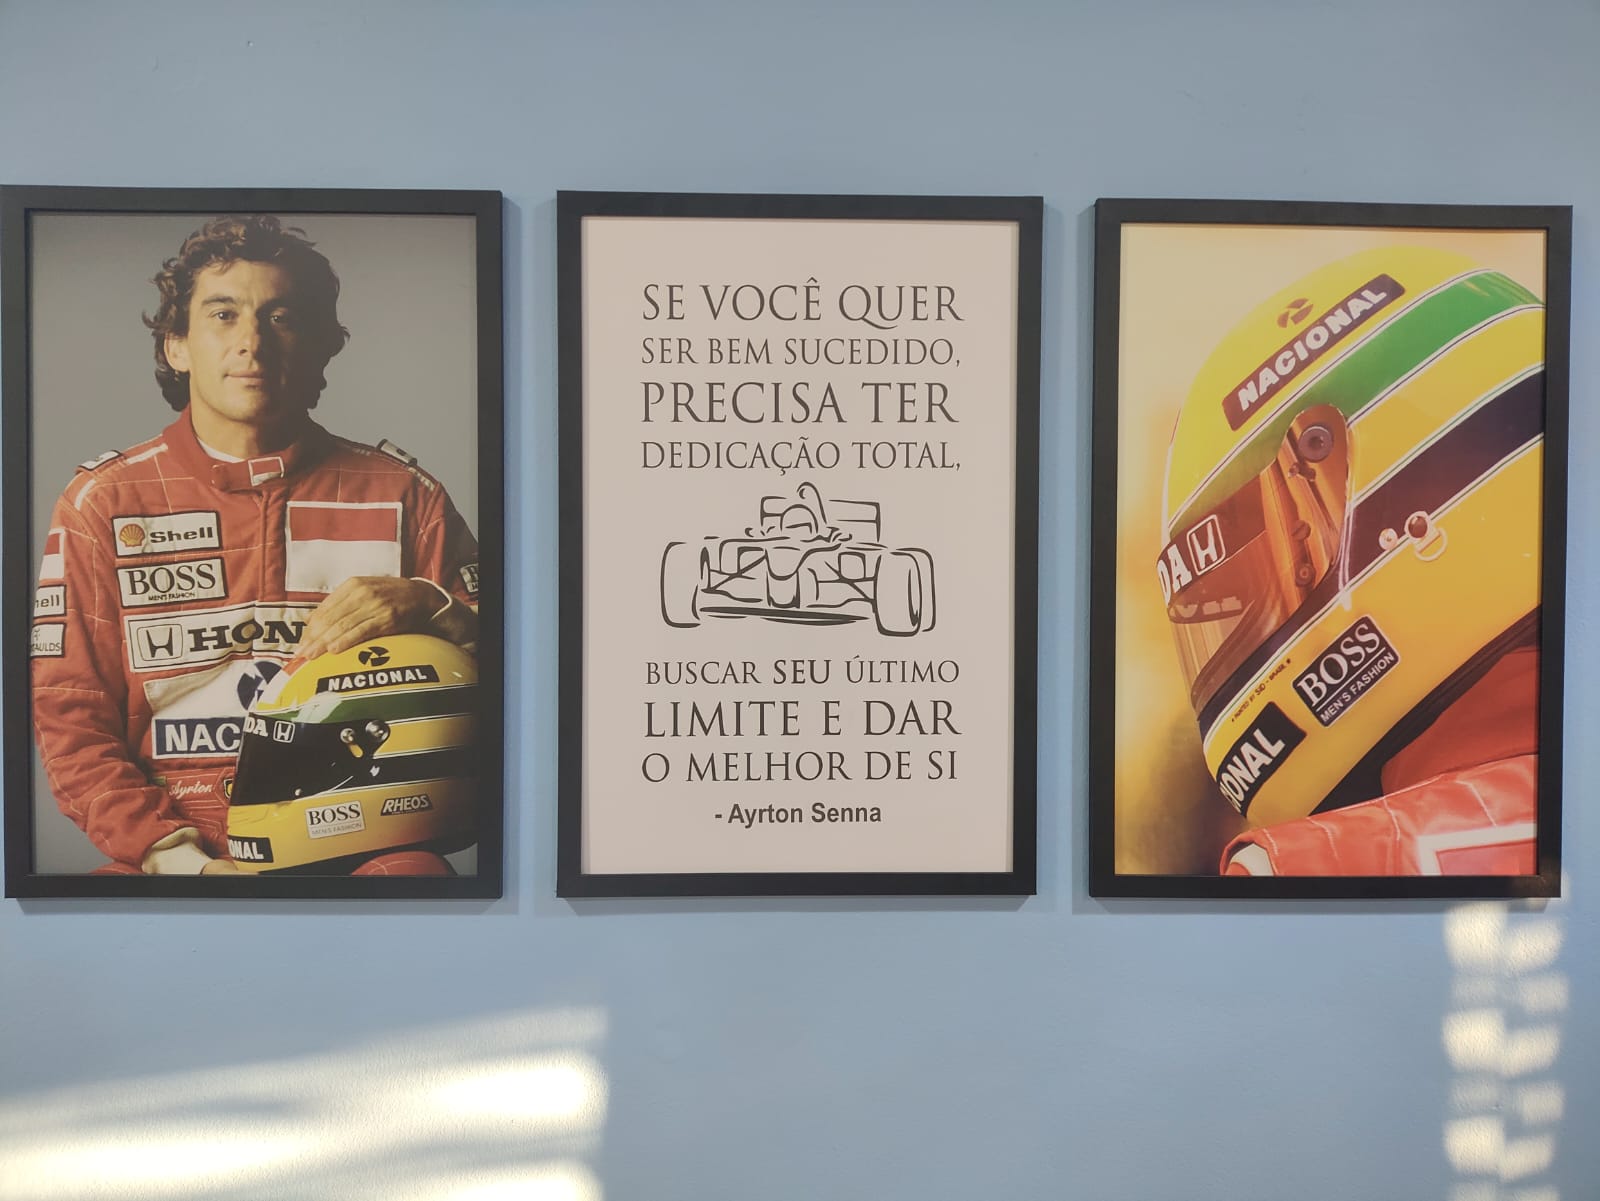 Shell
BOSS
MEN'S FASHION
HON
NAC
Ayrton
NACIONAL
DA
BOSS
MEN'S FASHION
RHEOS
ONAL
SE VOCÊ QUER
SER BEM SUCEDIDO,
PRECISA TER
DEDICAÇÃO TOTAL,
BUSCAR SEU ÚLTIMO
LIMITE E DAR
O MELHOR DE SI
- Ayrton Senna
NACIONAL
DA
BOSS
MEN'S FASHION
IONAL